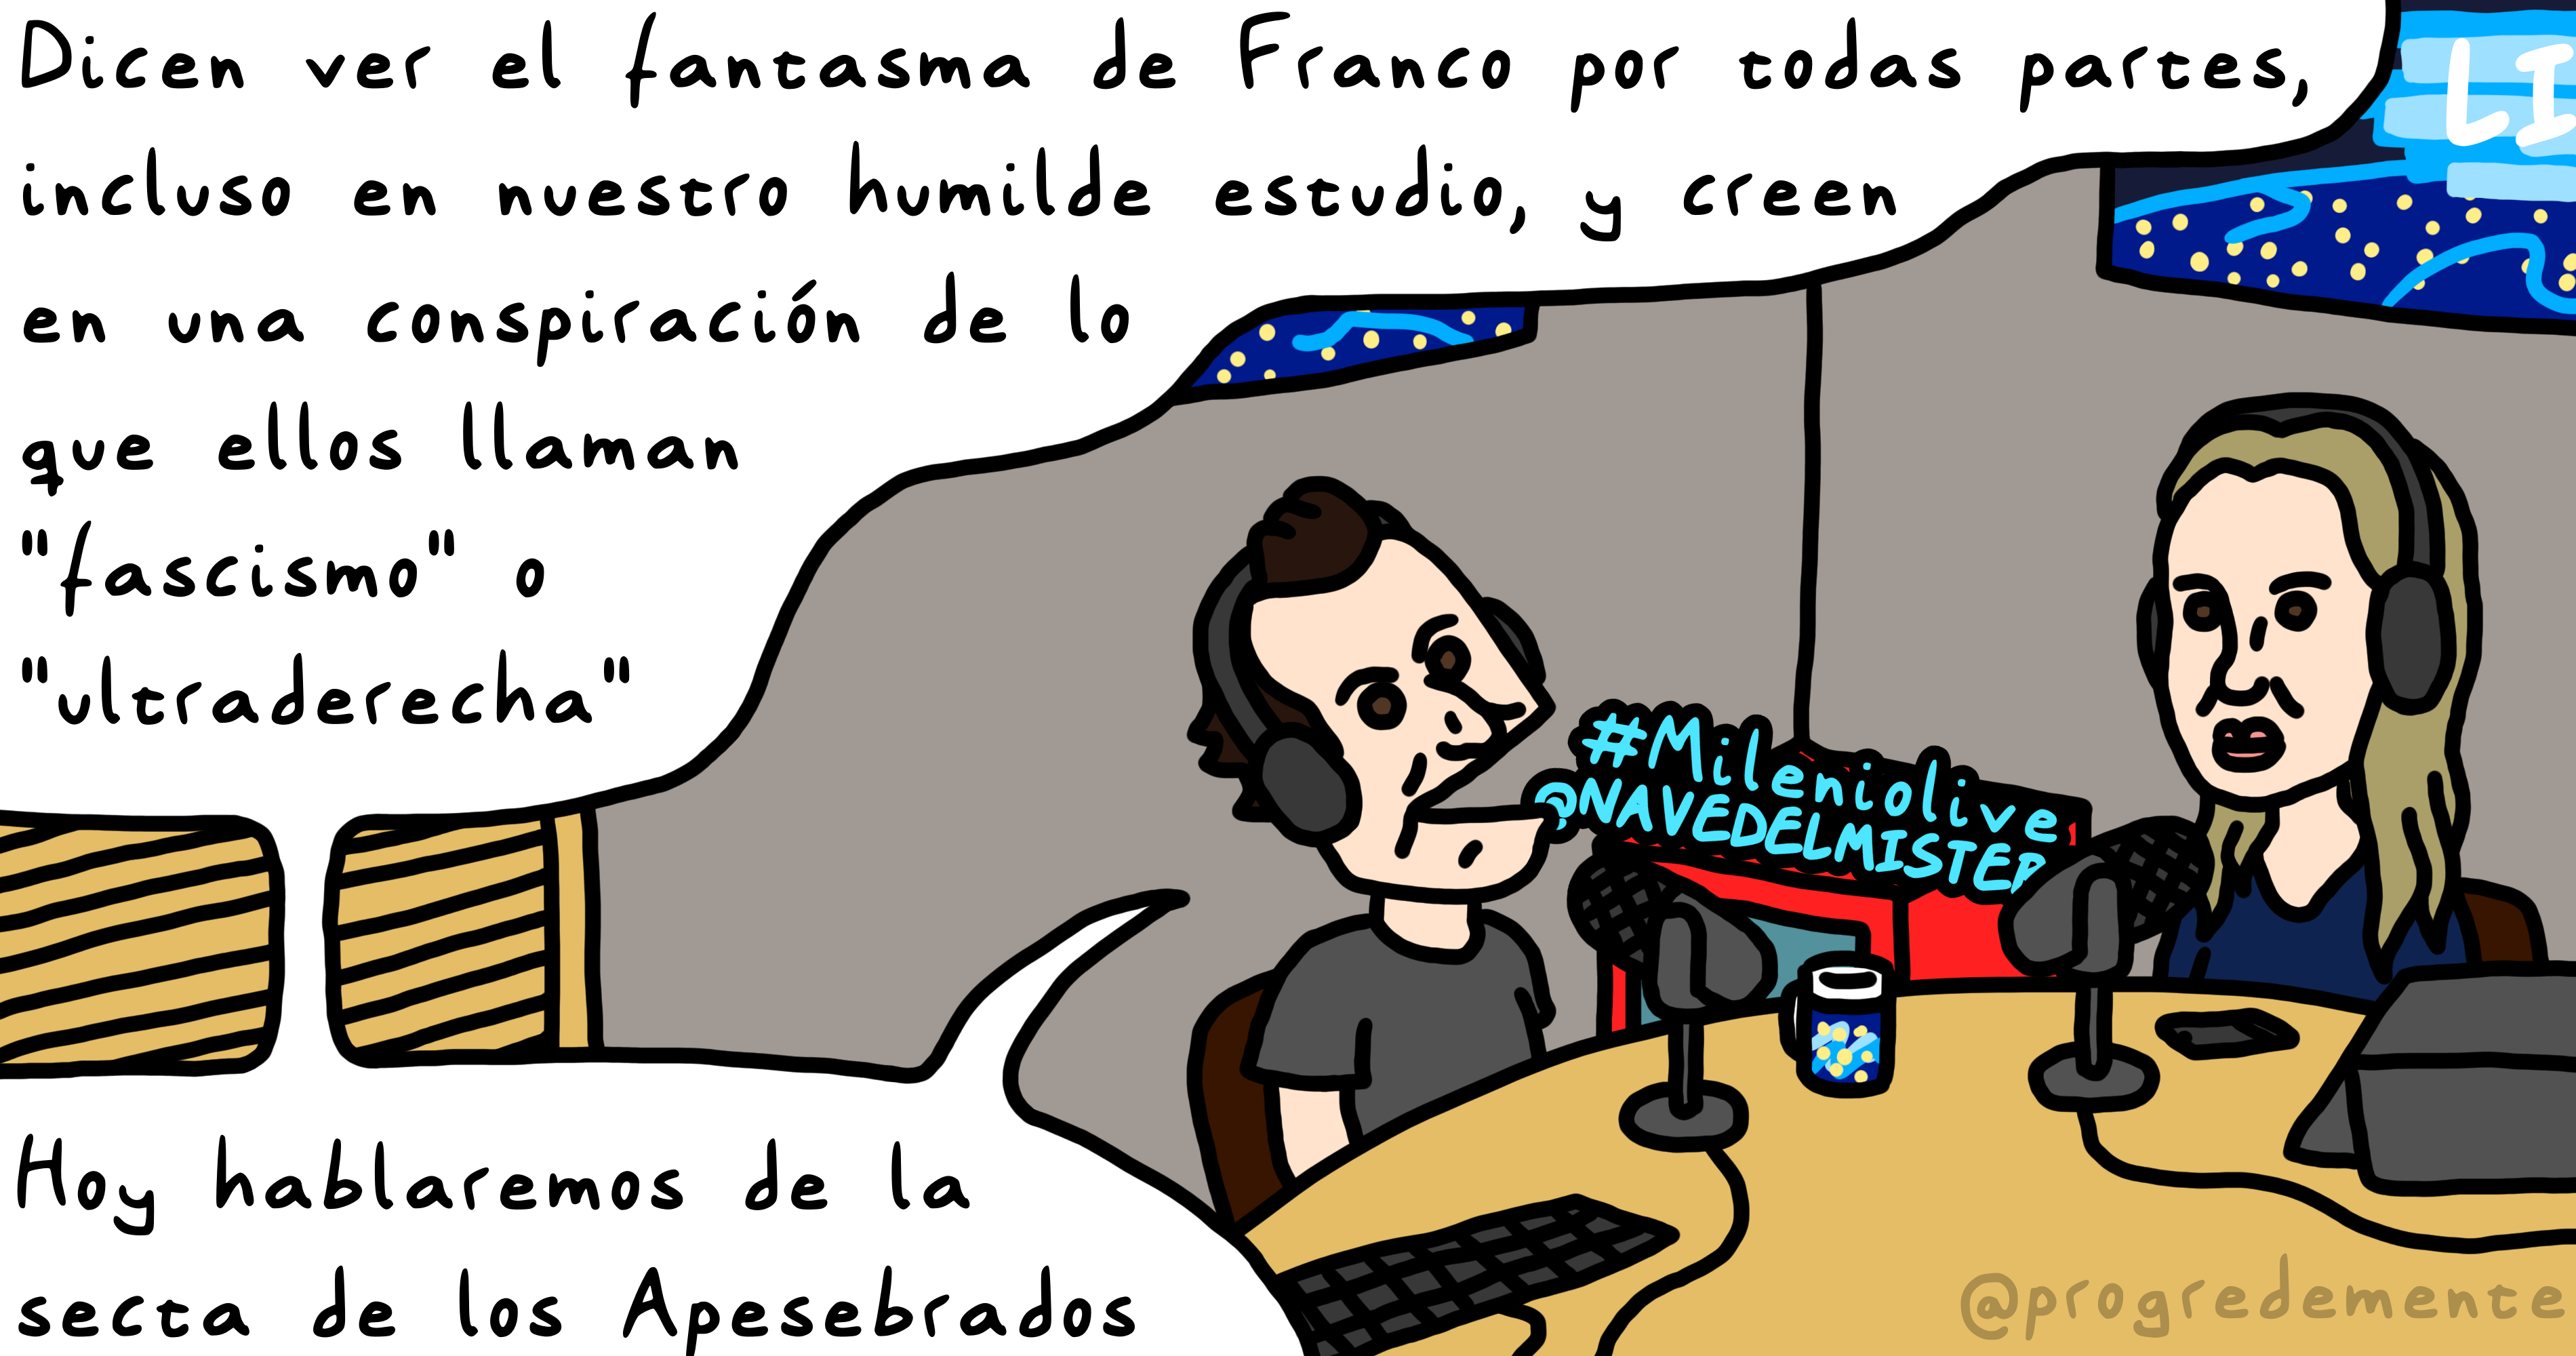 Dicen ver el fantasma de Franco por todas partes,
incluso en nuestro humilde estudio, y creen
en una conspiración de lo
que ellos llaman
"fascismo" o
"ultraderecha"
LI
#Mileniolive
@NAVEDELMISTER
Hoy hablaremos de la
secta de los Apesebrados
@progredemente